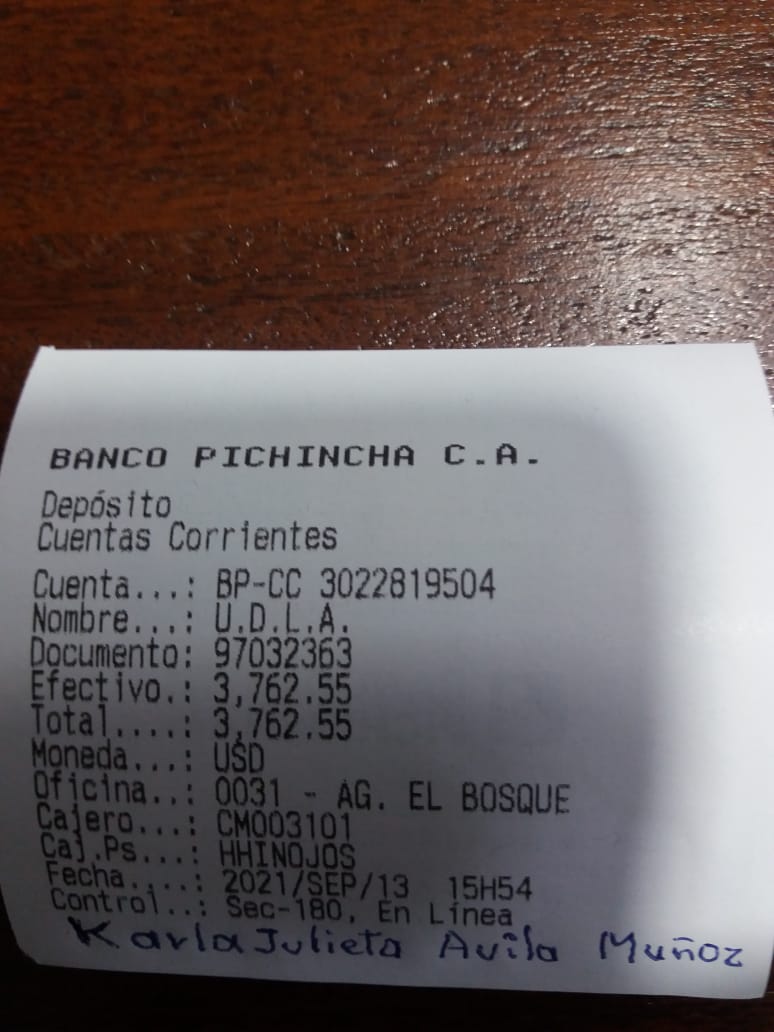 BANCO PICHINCHA C.A.
Depósito
Cuentas Corrientes
Cuenta...: BP-CC 3022819504
Nombre...: U.D.L.A.
Documento: 97032363
Efectivo.: 3,762.55
Total....: 3,762.55
Moneda...: USD
Oficina..: 0031 - AG. EL BOSQUE
Cajero...: CM003101
Caj.Ps...: HHINOJOS
Fecha....: 2021/SEP/13 15H54
Control..: Sec-180, En Línea
Karla Julieta Avila Muñoz